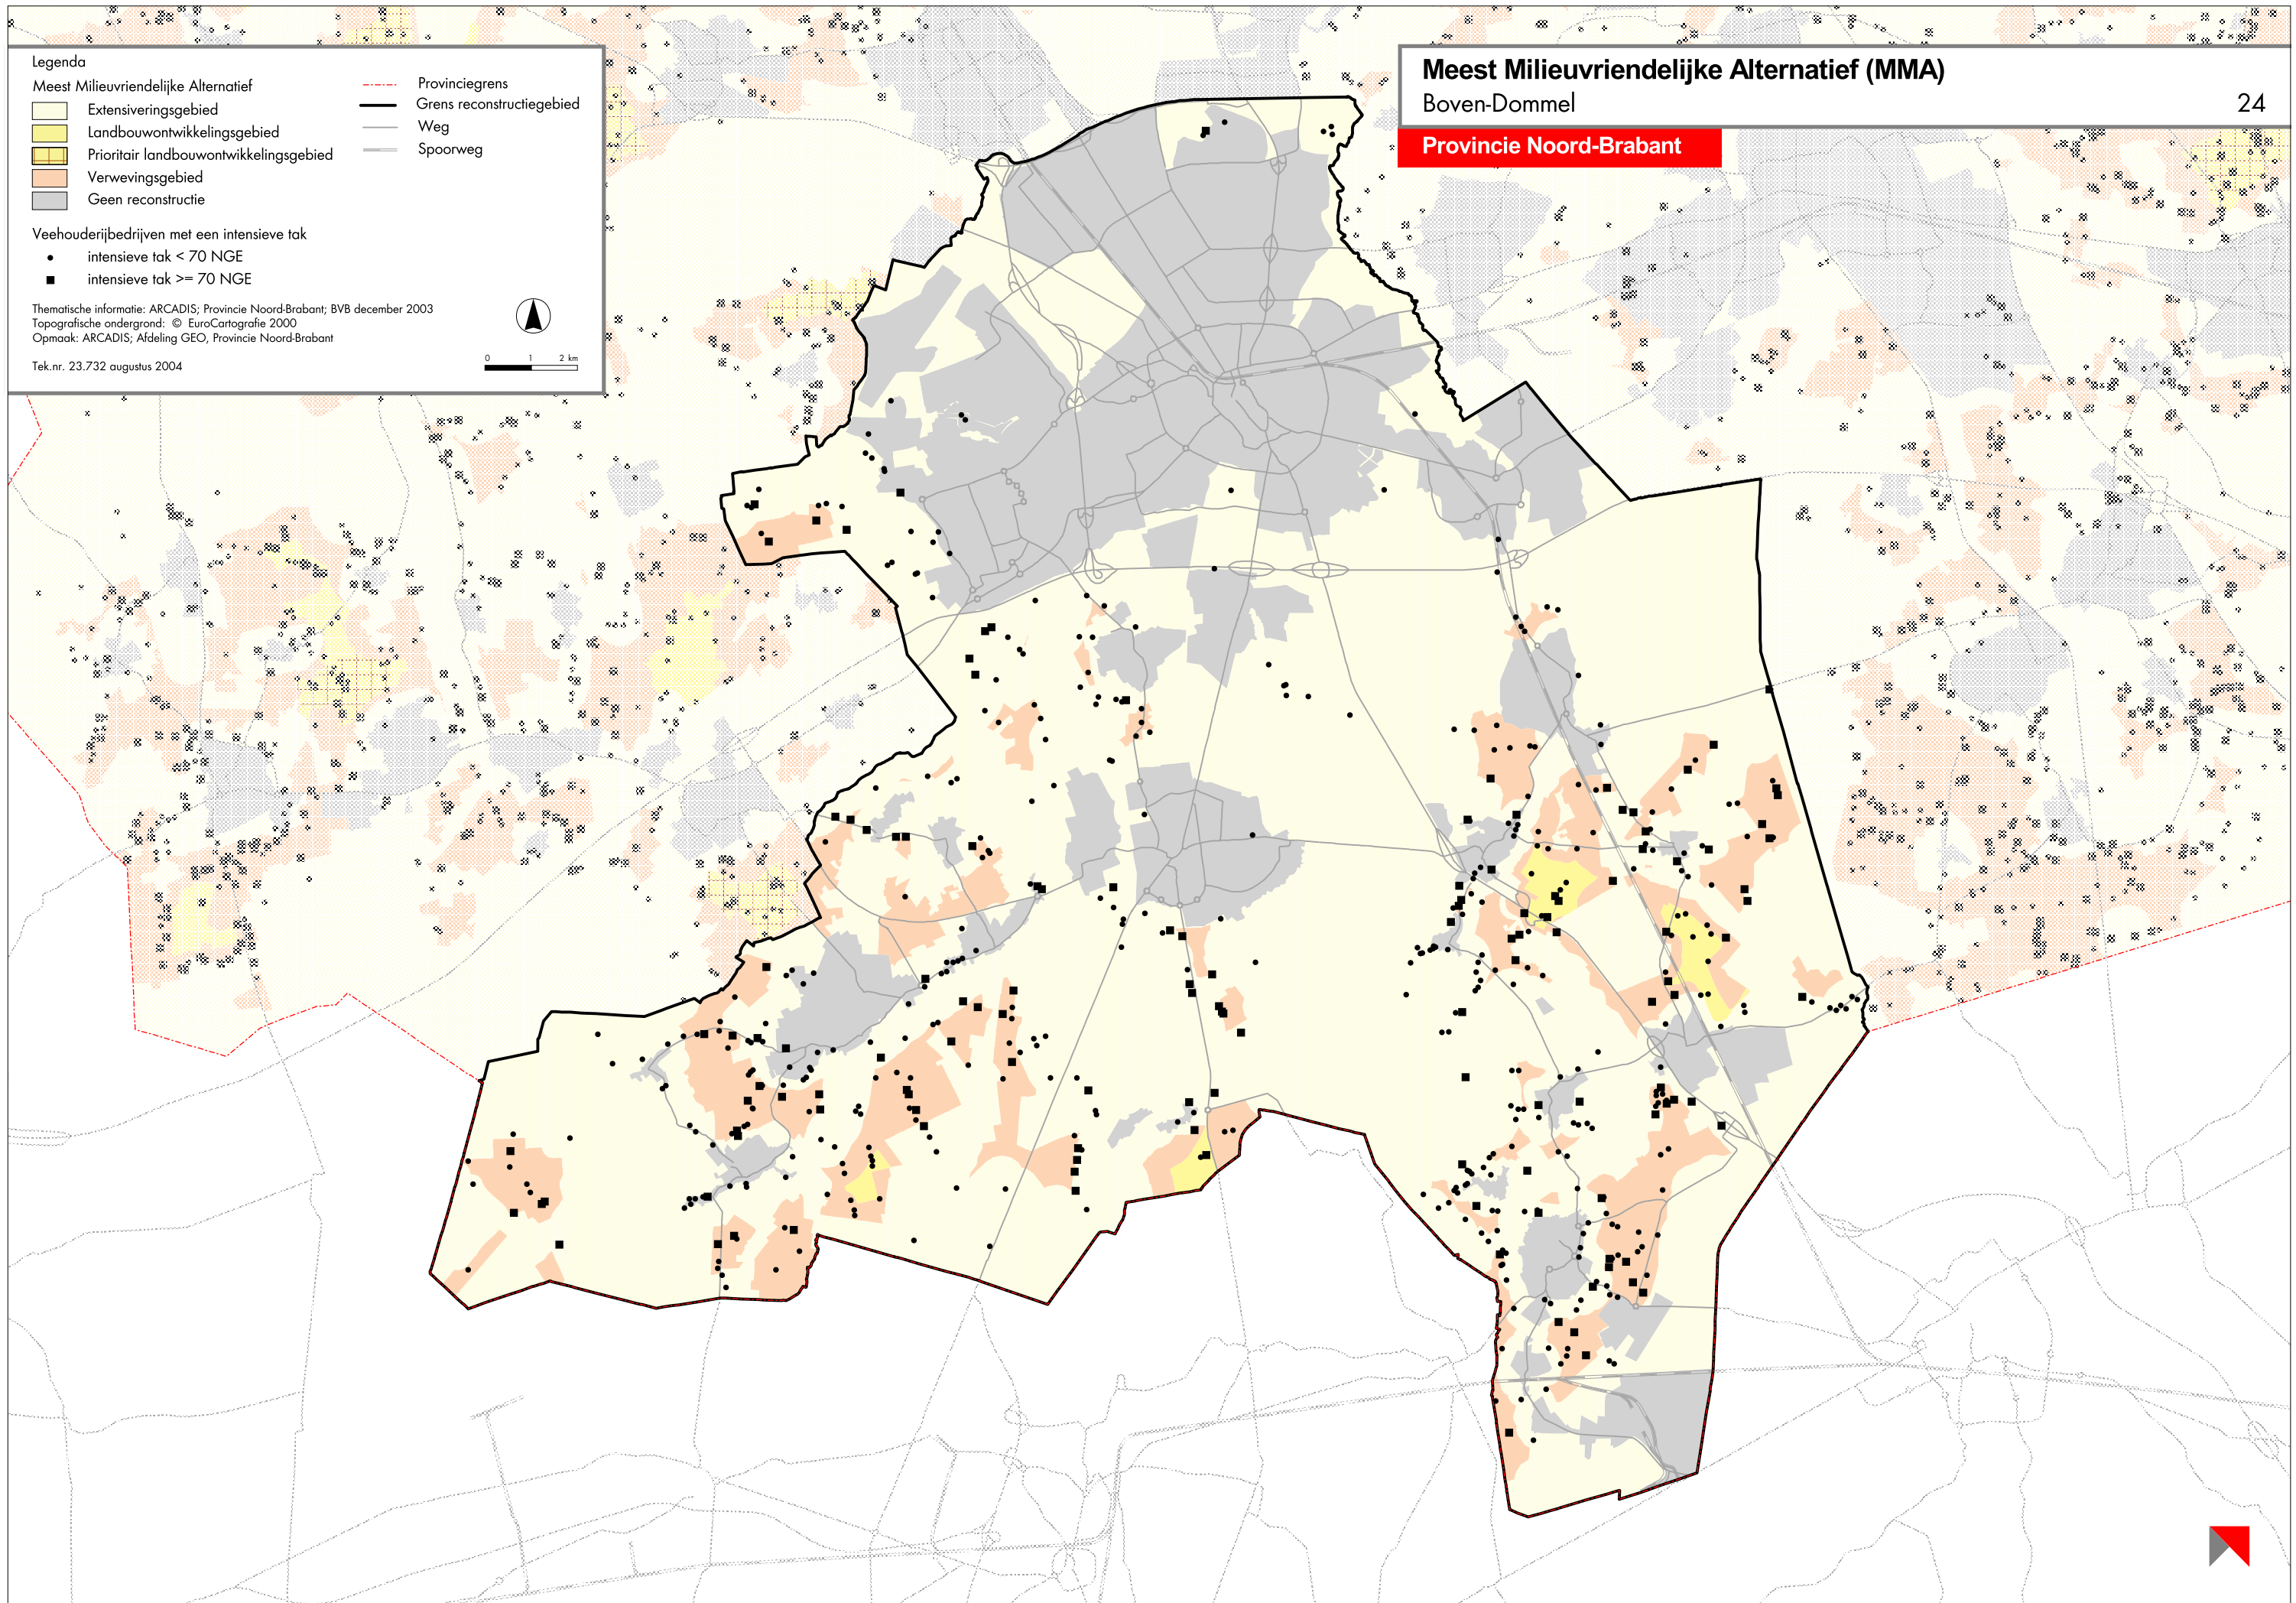 Legenda
Meest Milieuvriendelijke Alternatief
Extensiveringsgebied
Landbouwontwikkelingsgebied
Prioritair landbouwontwikkelingsgebied
Verwevingsgebied
Geen reconstructie
Provinciegrens
Grens reconstructiegebied
Weg
Spoorweg
Veehouderijbedrijven met een intensieve tak
intensieve tak < 70 NGE
intensieve tak >= 70 NGE
Thematische informatie: ARCADIS; Provincie Noord-Brabant; BVB december 2003
Topografische ondergrond: © EuroCartografie 2000
Opmaak: ARCADIS; Afdeling GEO, Provincie Noord-Brabant
Tek.nr. 23.732 augustus 2004
0 1 2 km
Meest Milieuvriendelijke Alternatief (MMA)
Boven-Dommel 24
Provincie Noord-Brabant